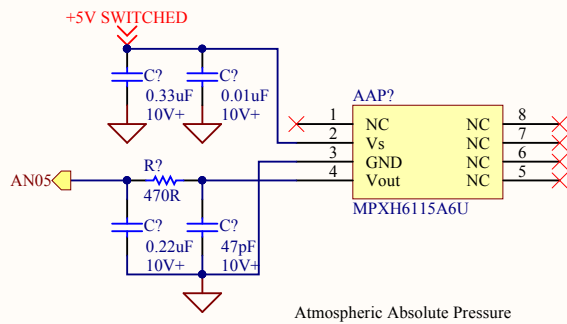 +5V SWITCHED
C?
0.33uF
10V+
C?
0.01uF
10V+
AAP?
1 NC NC 8
2 Vs NC 7
3 GND NC 6
4 Vout NC 5
MPXH6115A6U
AN05
R?
470R
C?
0.22uF
10V+
C?
47pF
10V+
Atmospheric Absolute Pressure